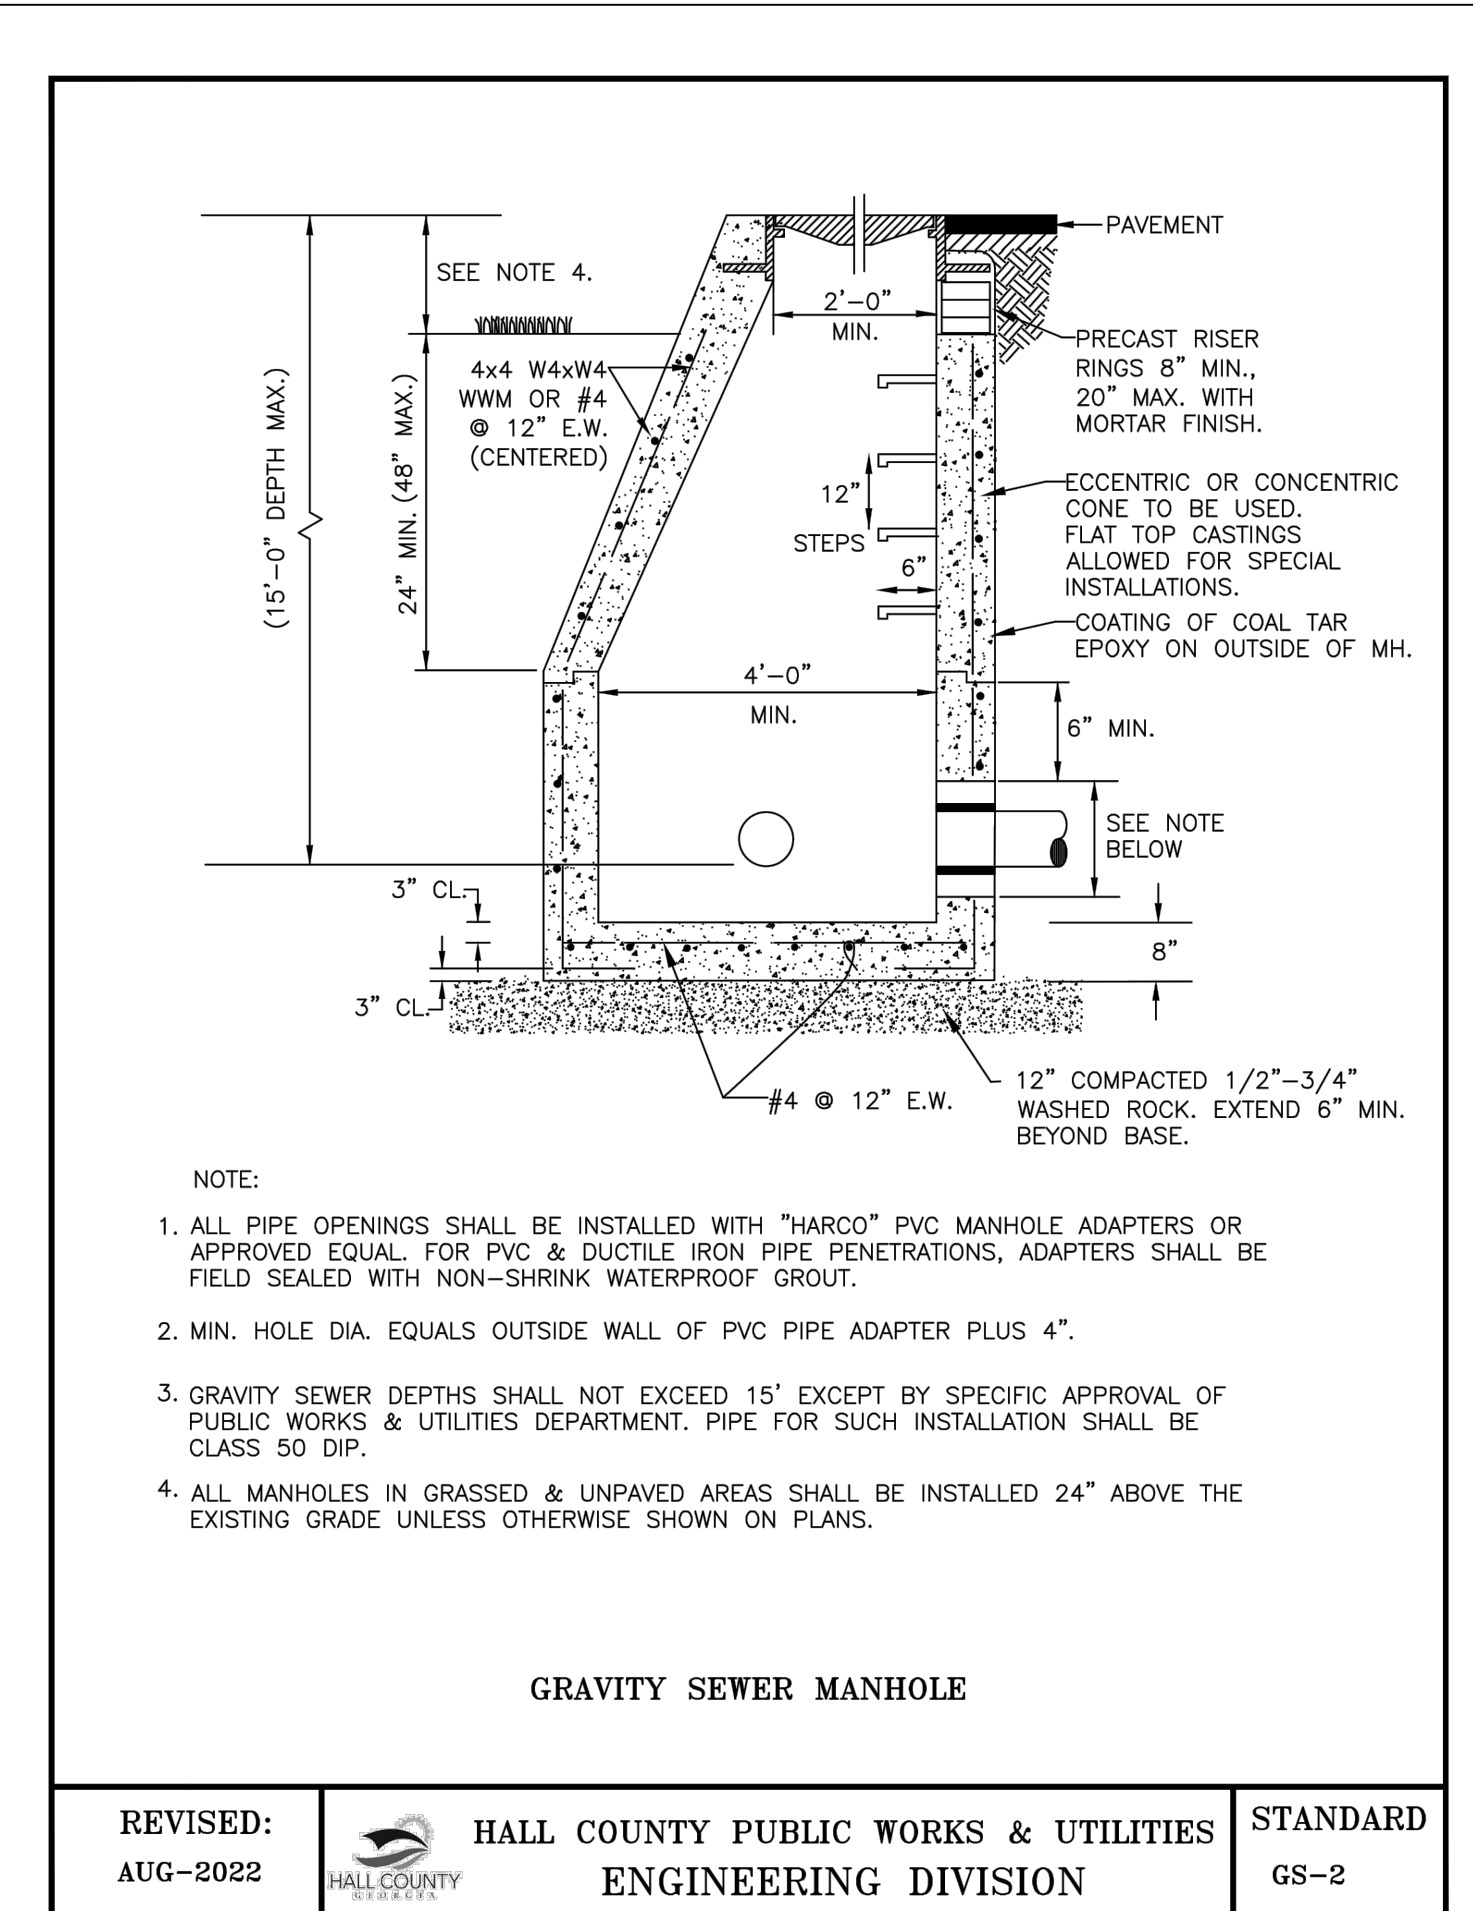 PAVEMENT
SEE NOTE 4.
2'-0"
MIN.
PRECAST RISER
RINGS 8" MIN.,
20" MAX. WITH
MORTAR FINISH.
4x4 W4xW4
WWM OR #4
@ 12" E.W.
(CENTERED)
(15'-0" DEPTH MAX.)
24" MIN. (48" MAX.)
12"
STEPS
6"
ECCENTRIC OR CONCENTRIC
CONE TO BE USED.
FLAT TOP CASTINGS
ALLOWED FOR SPECIAL
INSTALLATIONS.
COATING OF COAL TAR
EPOXY ON OUTSIDE OF MH.
4'-0"
MIN.
6" MIN.
SEE NOTE
BELOW
3" CL.
8"
3" CL.
#4 @ 12" E.W.
12" COMPACTED 1/2"-3/4"
WASHED ROCK. EXTEND 6" MIN.
BEYOND BASE.
NOTE:
1. ALL PIPE OPENINGS SHALL BE INSTALLED WITH "HARCO" PVC MANHOLE ADAPTERS OR
APPROVED EQUAL. FOR PVC & DUCTILE IRON PIPE PENETRATIONS, ADAPTERS SHALL BE
FIELD SEALED WITH NON-SHRINK WATERPROOF GROUT.
2. MIN. HOLE DIA. EQUALS OUTSIDE WALL OF PVC PIPE ADAPTER PLUS 4".
3. GRAVITY SEWER DEPTHS SHALL NOT EXCEED 15' EXCEPT BY SPECIFIC APPROVAL OF
PUBLIC WORKS & UTILITIES DEPARTMENT. PIPE FOR SUCH INSTALLATION SHALL BE
CLASS 50 DIP.
4. ALL MANHOLES IN GRASSED & UNPAVED AREAS SHALL BE INSTALLED 24" ABOVE THE
EXISTING GRADE UNLESS OTHERWISE SHOWN ON PLANS.
GRAVITY SEWER MANHOLE
REVISED:
AUG-2022
HALL COUNTY
GEORGIA
HALL COUNTY PUBLIC WORKS & UTILITIES
ENGINEERING DIVISION
STANDARD
GS-2